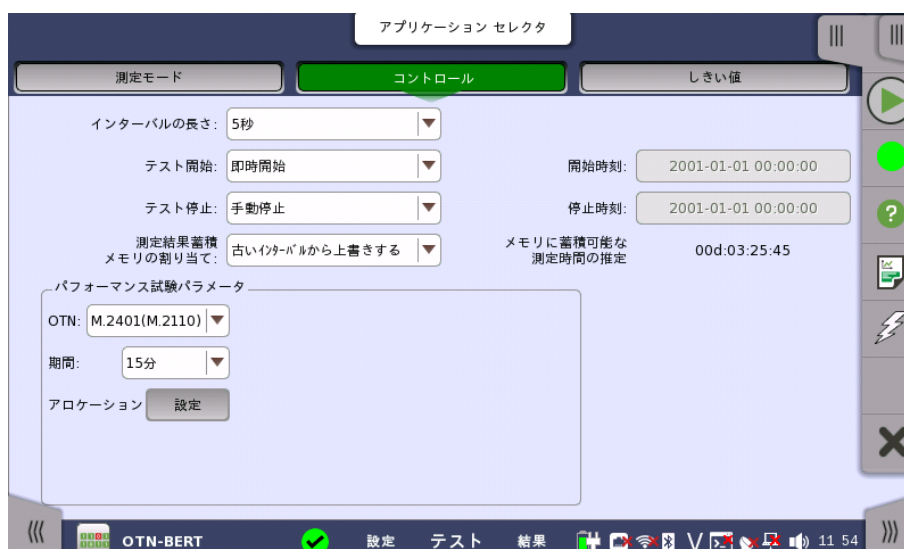 アプリケーション セレクタ
測定モード
コントロール
しきい値
インターバルの長さ: 5秒
テスト開始: 即時開始
開始時刻: 2001-01-01 00:00:00
テスト停止: 手動停止
停止時刻: 2001-01-01 00:00:00
測定結果蓄積
メモリの割り当て: 古いｲﾝﾀｰﾊﾞﾙから上書きする
メモリに蓄積可能な
測定時間の推定 00d:03:25:45
パフォーマンス試験パラメータ
OTN: M.2401(M.2110)
期間: 15分
アロケーション 設定
OTN-BERT
設定
テスト
結果
11 54